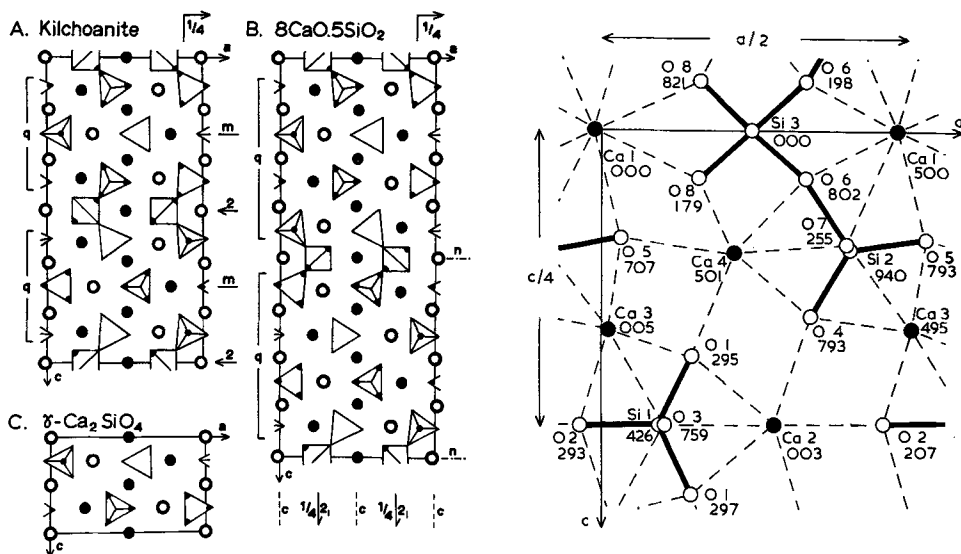 A. Kilchoanite
1/4
a
q
m
2
q
m
2
c
B. 8CaO.5SiO₂
1/4
a
q
n
q
n
c
c 1/4 2₁ c 1/4 2₁ c
C. γ-Ca₂SiO₄
a
c
a/2
O 8
821
O 6
198
Si 3
000
a
Ca 1
000
Ca 1
500
O 8
179
O 6
802
O 7
255
O 5
707
Ca 4
501
Si 2
940
O 5
793
c/4
Ca 3
005
O 4
793
Ca 3
495
O 1
295
Si 1
426
O 3
759
O 2
293
Ca 2
003
O 2
207
O 1
297
c